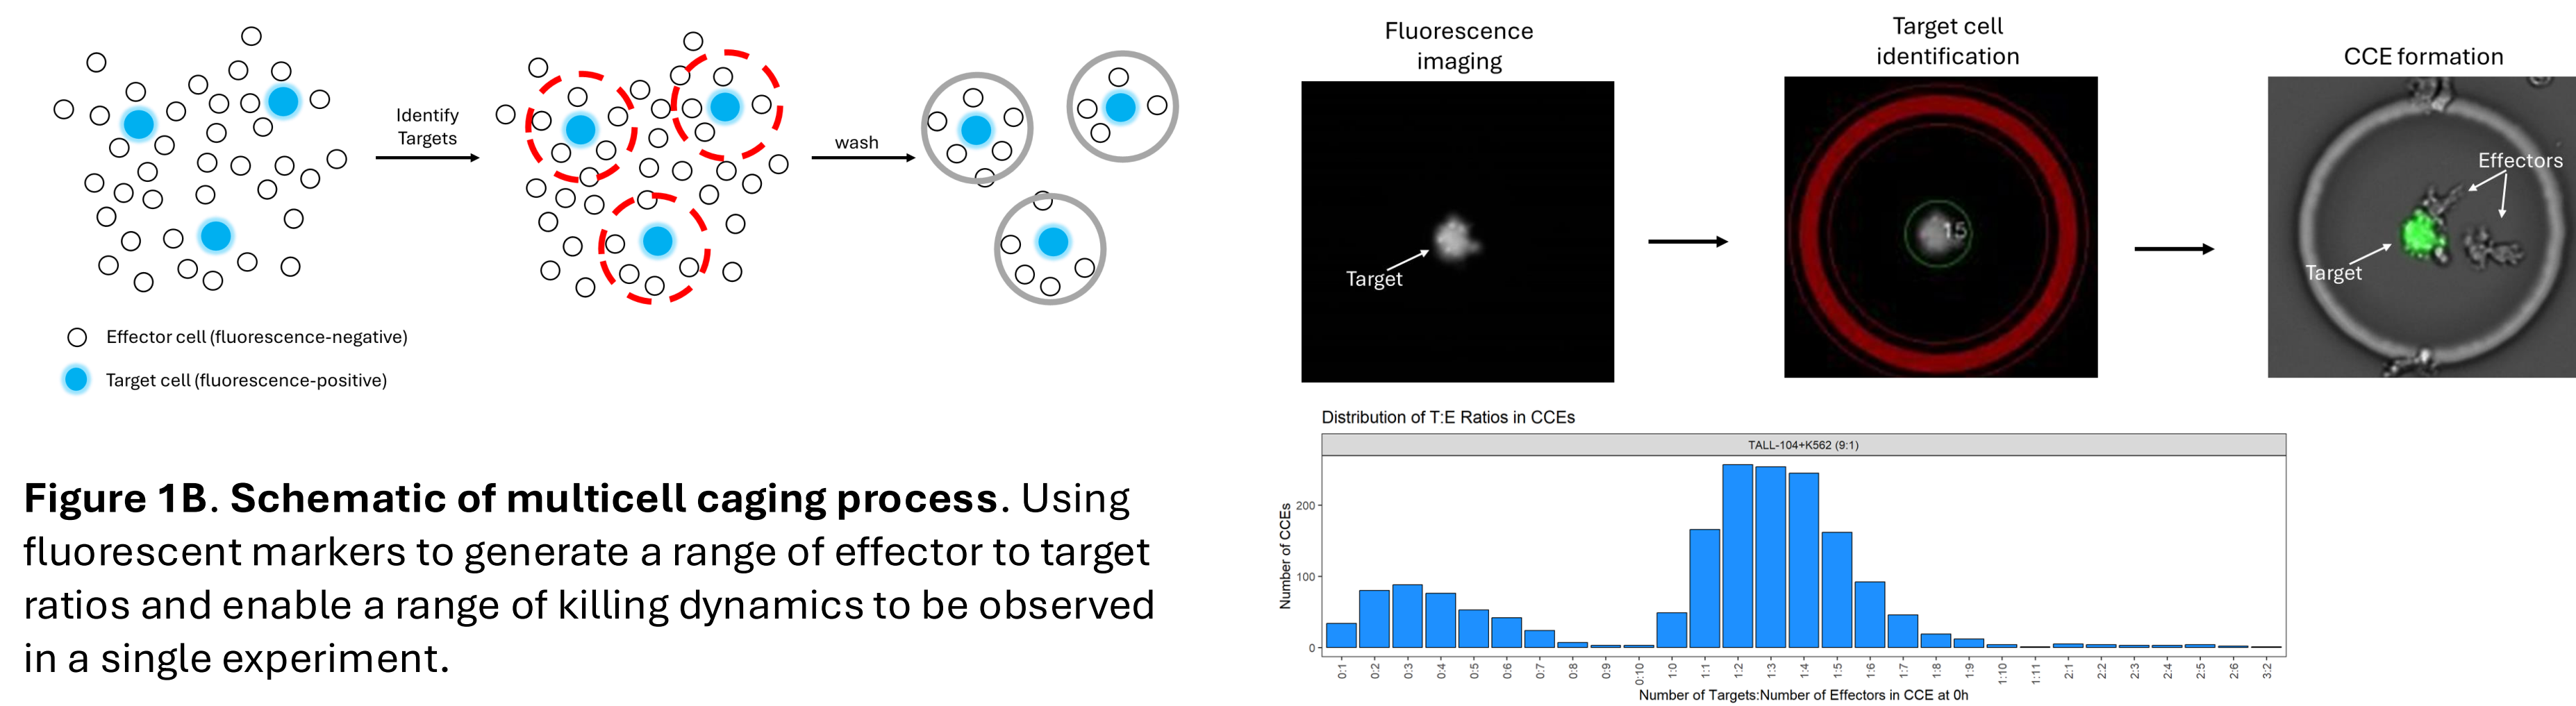 Identify
Targets
wash
Effector cell (fluorescence-negative)
Target cell (fluorescence-positive)
Figure 1B. Schematic of multicell caging process. Using
fluorescent markers to generate a range of effector to target
ratios and enable a range of killing dynamics to be observed
in a single experiment.
Fluorescence
imaging
Target
Target cell
identification
15
CCE formation
Effectors
Target
Distribution of T:E Ratios in CCEs
TALL-104+K562 (9:1)
Number of CCEs
200
100
0
0:1 0:2 0:3 0:4 0:5 0:6 0:7 0:8 0:9 0:10 1:0 1:1 1:2 1:3 1:4 1:5 1:6 1:7 1:8 1:9 1:10 1:11 2:1 2:2 2:3 2:4 2:5 2:6 3:2
Number of Targets:Number of Effectors in CCE at 0h